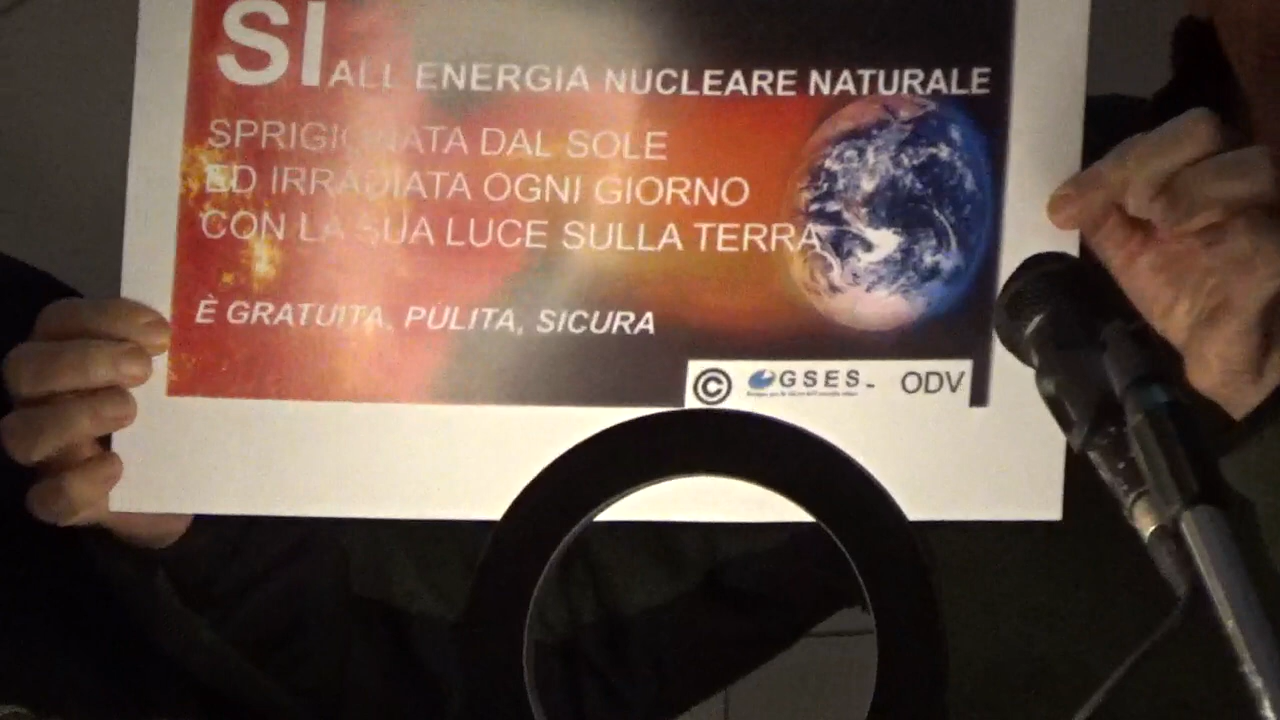 SI ALL ENERGIA NUCLEARE NATURALE
SPRIGIONATA DAL SOLE
ED IRRADIATA OGNI GIORNO
CON LA SUA LUCE SULLA TERRA
È GRATUITA, PULITA, SICURA
© GSES - ODV